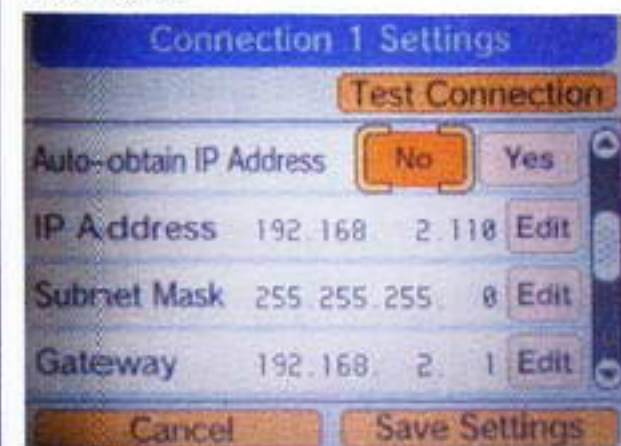 Connection 1 Settings
Test Connection
Auto-obtain IP Address No Yes
IP Address 192.168. 2.110 Edit
Subnet Mask 255.255.255. 0 Edit
Gateway 192.168. 2. 1 Edit
Cancel Save Settings